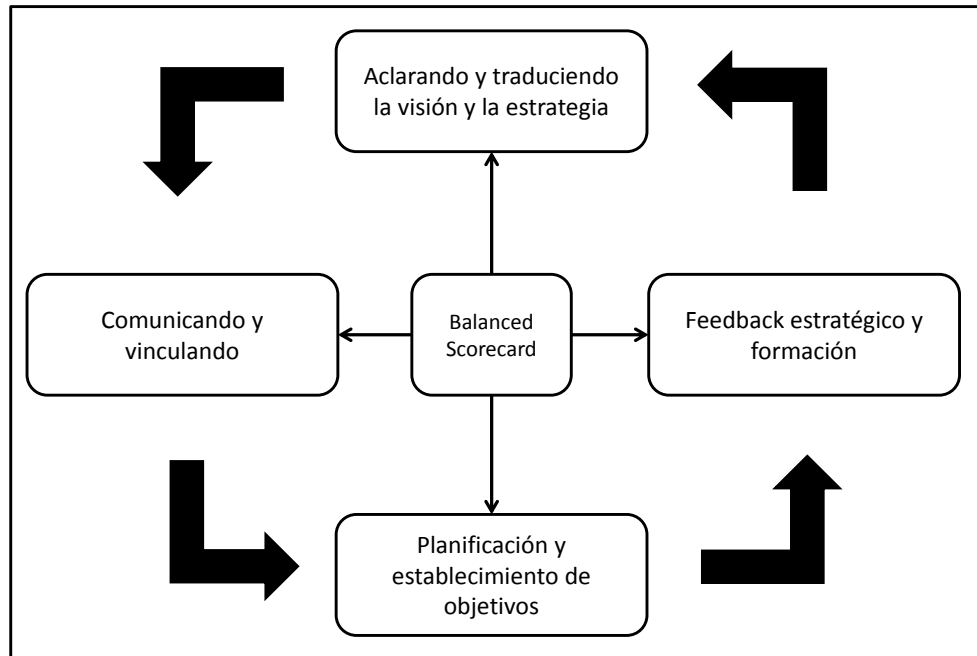 Aclarando y traduciendo
la visión y la estrategia
Comunicando y
vinculando
Balanced
Scorecard
Feedback estratégico y
formación
Planificación y
establecimiento de
objetivos